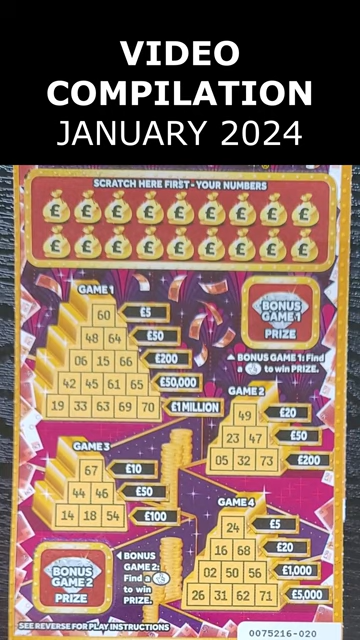 VIDEO
COMPILATION
JANUARY 2024
SCRATCH HERE FIRST - YOUR NUMBERS
£ £ £ £ £ £ £ £ £
£ £ £ £ £ £ £ £ £
GAME 1
60 £5
48 64 £50
06 15 66 £200
42 45 61 65 £50,000
19 33 63 69 70 £1 MILLION
BONUS
GAME 1
PRIZE
BONUS GAME 1: Find
a to win PRIZE.
GAME 2
49 £20
23 47 £50
05 32 73 £200
GAME 3
67 £10
44 46 £50
14 18 54 £100
GAME 4
24 £5
16 68 £20
02 50 56 £1,000
26 31 62 71 £5,000
BONUS
GAME 2
PRIZE
BONUS
GAME 2:
Find a
to win
PRIZE.
SEE REVERSE FOR PLAY INSTRUCTIONS
0075216-020